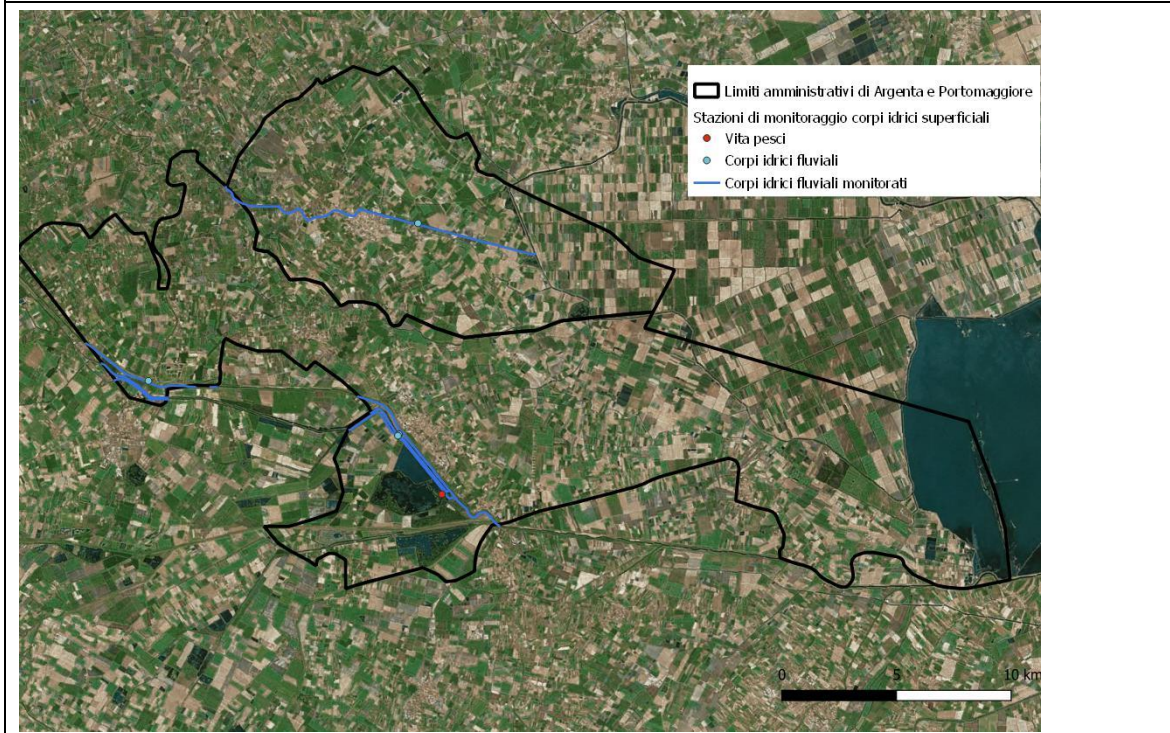 Limiti amministrativi di Argenta e Portomaggiore
Stazioni di monitoraggio corpi idrici superficiali
Vita pesci
Corpi idrici fluviali
Corpi idrici fluviali monitorati
0 5 10 km